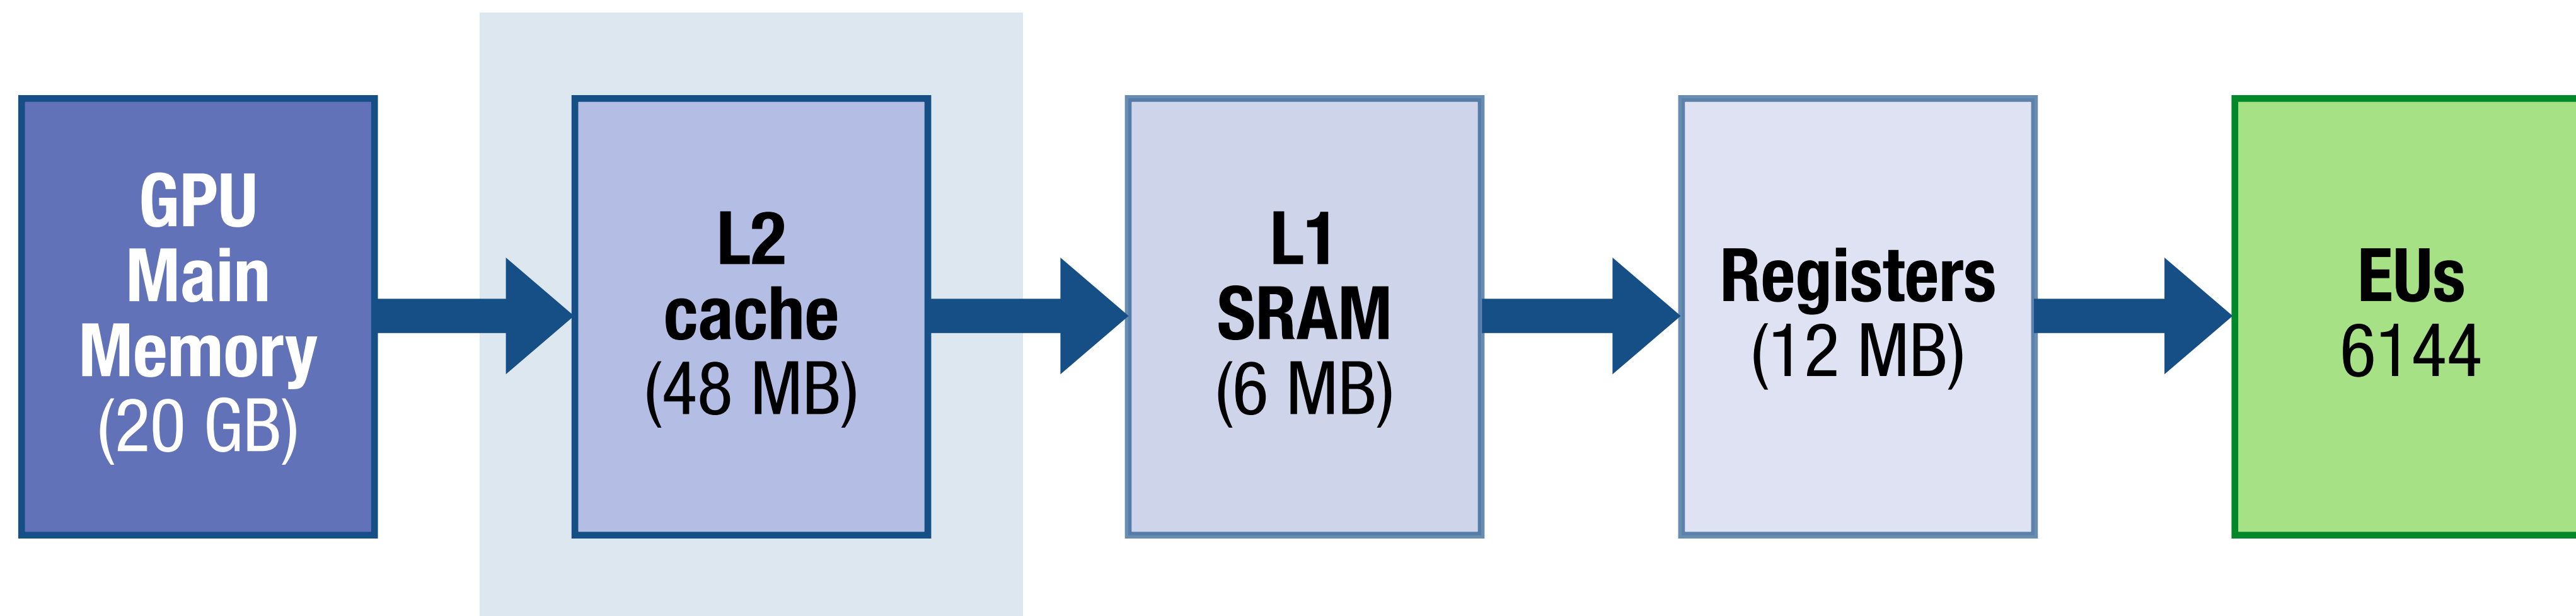 GPU
Main
Memory
(20 GB)
L2
cache
(48 MB)
L1
SRAM
(6 MB)
Registers
(12 MB)
EUs
6144